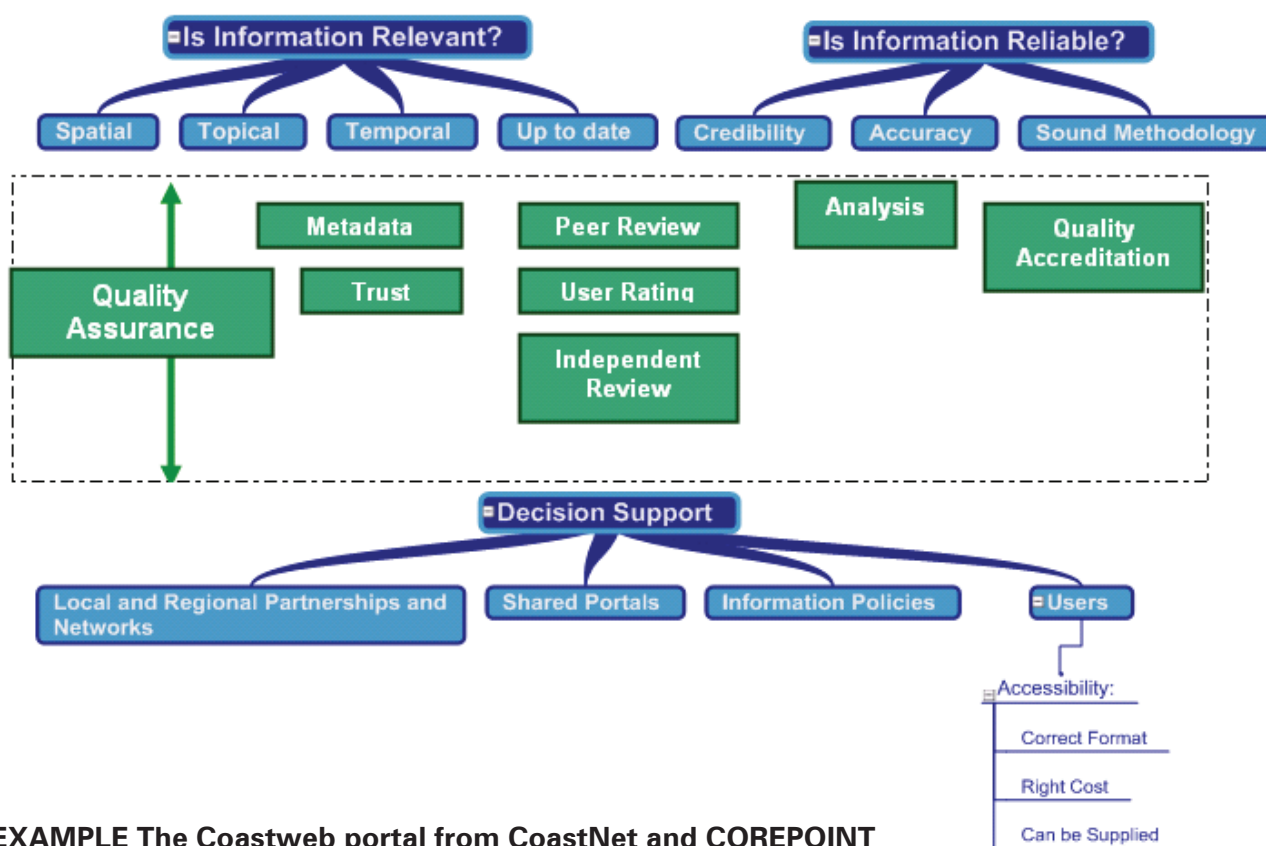 Is Information Relevant?
Is Information Reliable?
Spatial
Topical
Temporal
Up to date
Credibility
Accuracy
Sound Methodology
Metadata
Peer Review
Analysis
Quality
Accreditation
Quality
Assurance
Trust
User Rating
Independent
Review
Decision Support
Local and Regional Partnerships and
Networks
Shared Portals
Information Policies
Users
Accessibility:
Correct Format
Right Cost
Can be Supplied
EXAMPLE The Coastweb portal from CoastNet and COREPOINT